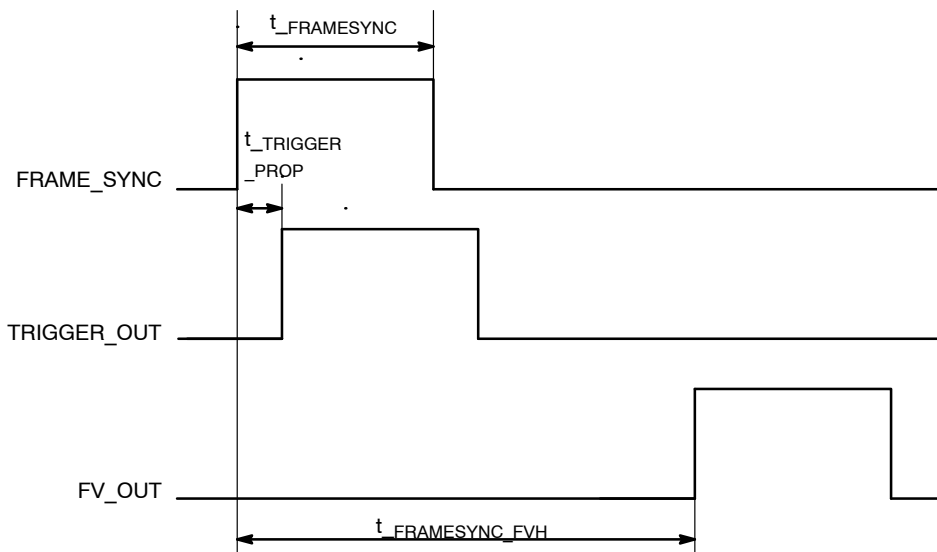 t_FRAMESYNC
t_TRIGGER
_PROP
FRAME_SYNC
TRIGGER_OUT
FV_OUT
t_FRAMESYNC_FVH